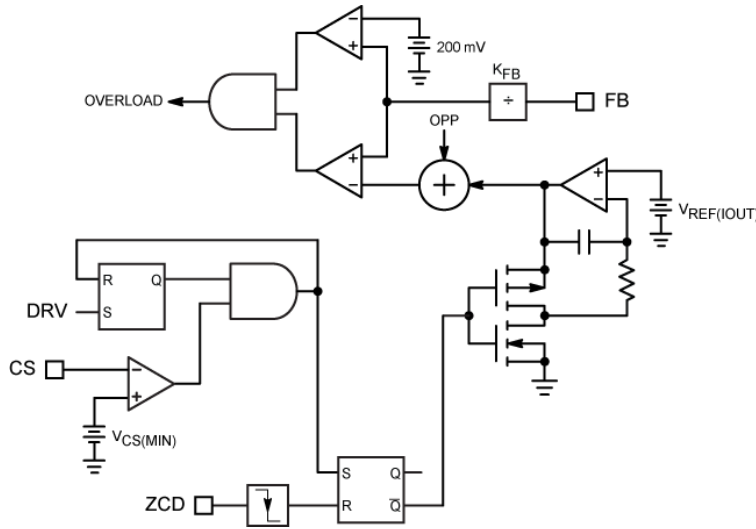 200 mV
K_FB
OVERLOAD
÷
FB
OPP
+
−
V_REF(IOUT)
R Q
DRV
S
CS
V_CS(MIN)
S Q
ZCD
R Q̅